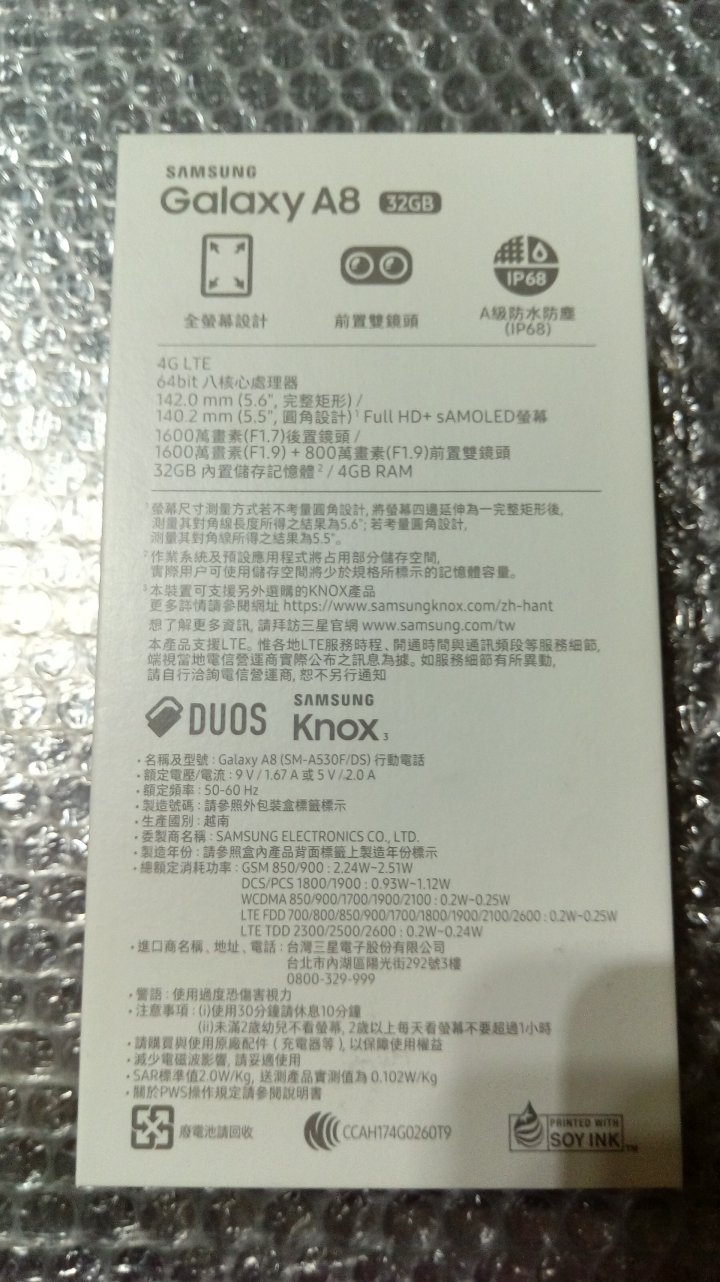 SAMSUNG
Galaxy A8 32GB
IP68
全螢幕設計
前置雙鏡頭
A級防水防塵
(IP68)
4G LTE
64bit 八核心處理器
142.0 mm (5.6", 完整矩形) /
140.2 mm (5.5", 圓角設計)¹ Full HD+ sAMOLED螢幕
1600萬畫素(F1.7)後置鏡頭 /
1600萬畫素(F1.9) + 800萬畫素(F1.9)前置雙鏡頭
32GB 內置儲存記憶體² / 4GB RAM
¹螢幕尺寸測量方式若不考量圓角設計, 將螢幕四邊延伸為一完整矩形後,
測量其對角線長度所得之結果為5.6"; 若考量圓角設計,
測量其對角線所得之結果為5.5"。
²作業系統及預設應用程式將占用部分儲存空間,
實際用戶可使用儲存空間將少於規格所標示的記憶體容量。
³本裝置可支援另外選購的KNOX產品
更多詳情請參閱網址 https://www.samsungknox.com/zh-hant
想了解更多資訊, 請拜訪三星官網 www.samsung.com/tw
本產品支援LTE。惟各地LTE服務時程、開通時間與通訊頻段等服務細節,
端視當地電信營運商實際公布之訊息為據。如服務細節有所異動,
請自行洽詢電信營運商, 恕不另行通知
DUOS
SAMSUNG
Knox 3
・名稱及型號 : Galaxy A8 (SM-A530F/DS) 行動電話
・額定電壓/電流 : 9 V / 1.67 A 或 5 V / 2.0 A
・額定頻率 : 50-60 Hz
・製造號碼 : 請參照外包裝盒標籤標示
・生產國別 : 越南
・委製商名稱 : SAMSUNG ELECTRONICS CO., LTD.
・製造年份 : 請參照盒內產品背面標籤上製造年份標示
・總額定消耗功率 : GSM 850/900 : 2.24W~2.51W
DCS/PCS 1800/1900 : 0.93W~1.12W
WCDMA 850/900/1700/1900/2100 : 0.2W~0.25W
LTE FDD 700/800/850/900/1700/1800/1900/2100/2600 : 0.2W~0.25W
LTE TDD 2300/2500/2600 : 0.2W~0.24W
・進口商名稱、地址、電話 : 台灣三星電子股份有限公司
台北市內湖區陽光街292號3樓
0800-329-999
・警語 : 使用過度恐傷害視力
・注意事項 : (i)使用30分鐘請休息10分鐘
(ii)未滿2歲幼兒不看螢幕, 2歲以上每天看螢幕不要超過1小時
・請購買與使用原廠配件 ( 充電器等 ), 以保障使用權益
・減少電磁波影響, 請妥適使用
・SAR標準值2.0W/Kg, 送測產品實測值為 0.102W/Kg
・關於PWS操作規定請參閱說明書
廢電池請回收
CCAH174G0260T9
PRINTED WITH
SOY INK TM